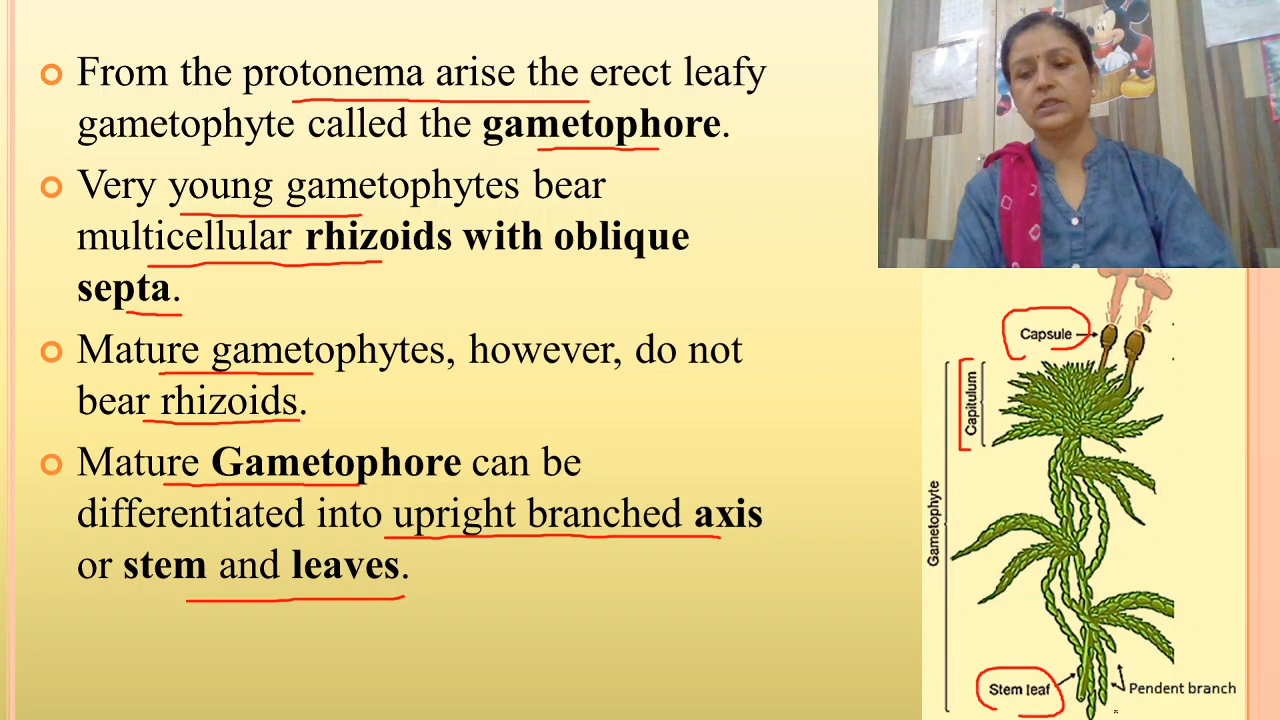 From the protonema arise the erect leafy
gametophyte called the gametophore.
Very young gametophytes bear
multicellular rhizoids with oblique
septa.
Mature gametophytes, however, do not
bear rhizoids.
Mature Gametophore can be
differentiated into upright branched axis
or stem and leaves.
Capsule
Capitulum
Gametophyte
Stem leaf
Pendent branch